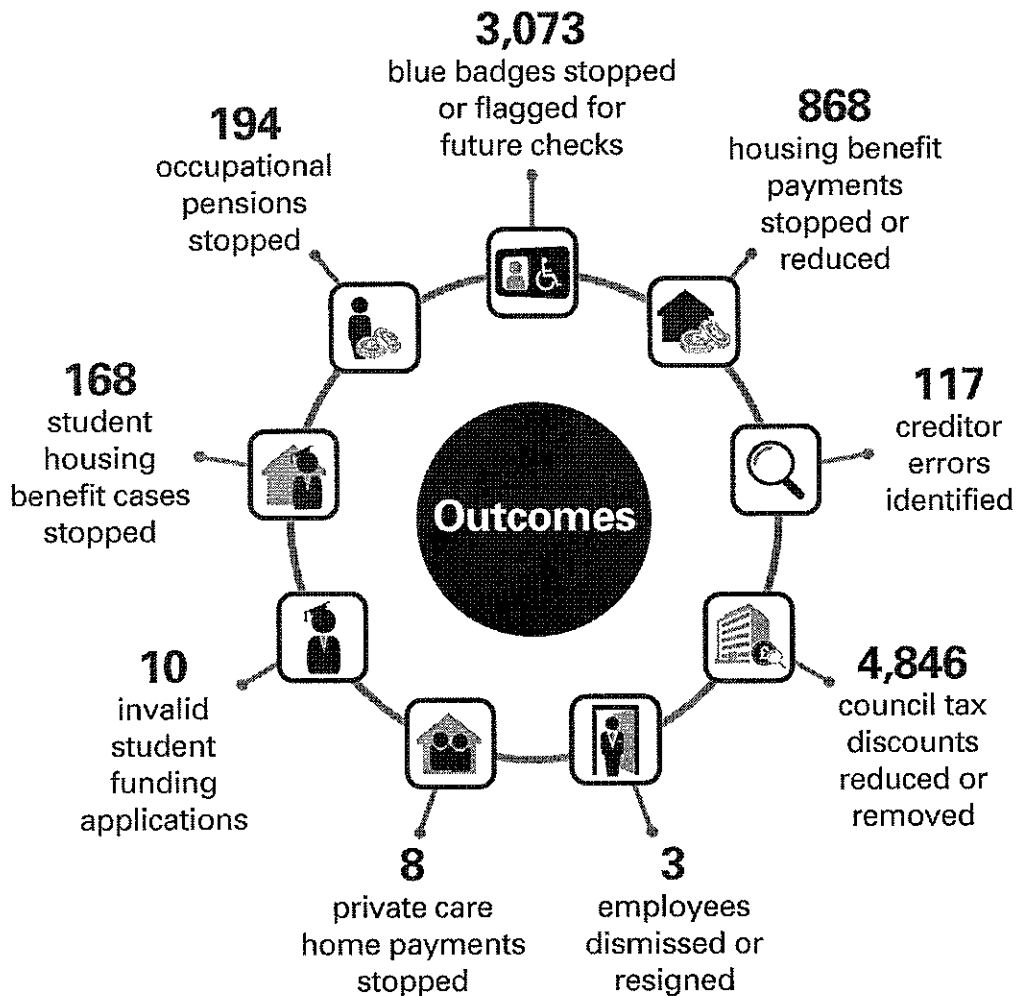 3,073
blue badges stopped
or flagged for
future checks
868
housing benefit
payments
stopped or
reduced
117
creditor
errors
identified
4,846
council tax
discounts
reduced or
removed
3
employees
dismissed or
resigned
8
private care
home payments
stopped
10
invalid
student
funding
applications
168
student
housing
benefit cases
stopped
194
occupational
pensions
stopped
Outcomes
£